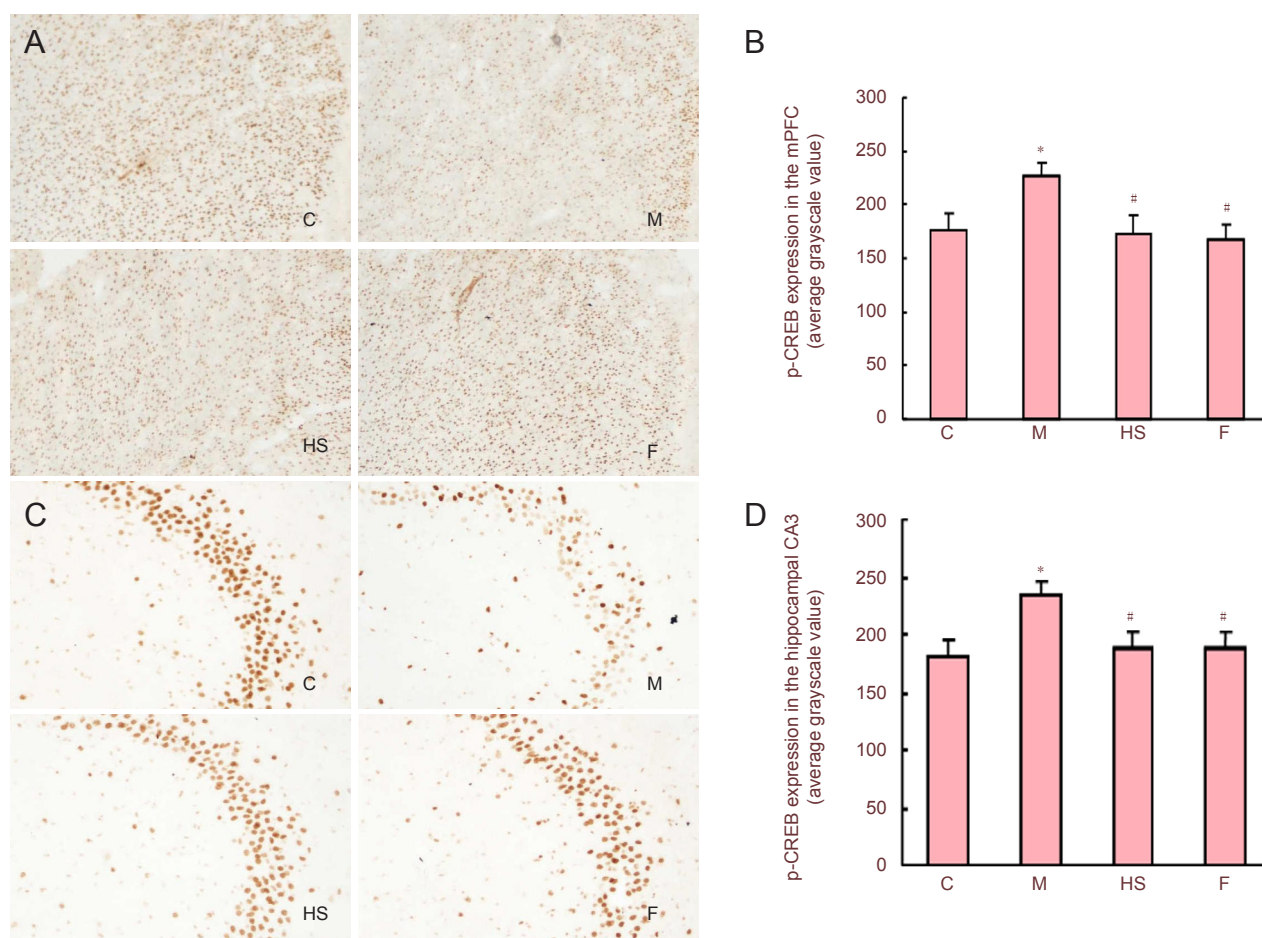 A
C
M
HS
F
B
p-CREB expression in the mPFC
(average grayscale value)
300
250
200
150
100
50
0
*
#
#
C
M
HS
F
C
C
M
HS
F
D
p-CREB expression in the hippocampal CA3
(average grayscale value)
300
250
200
150
100
50
0
*
#
#
C
M
HS
F